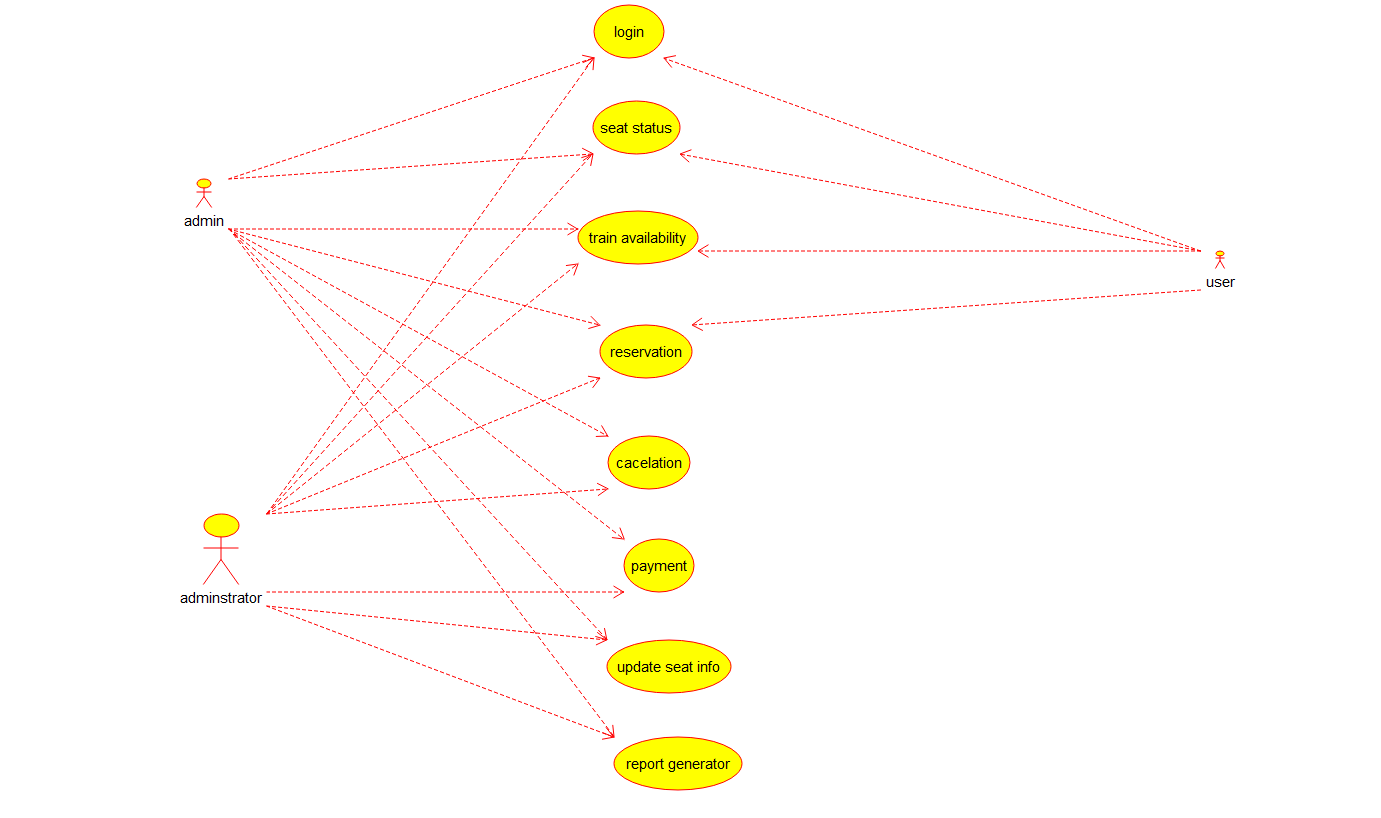 login
seat status
admin
train availability
user
reservation
cacelation
payment
adminstrator
update seat info
report generator